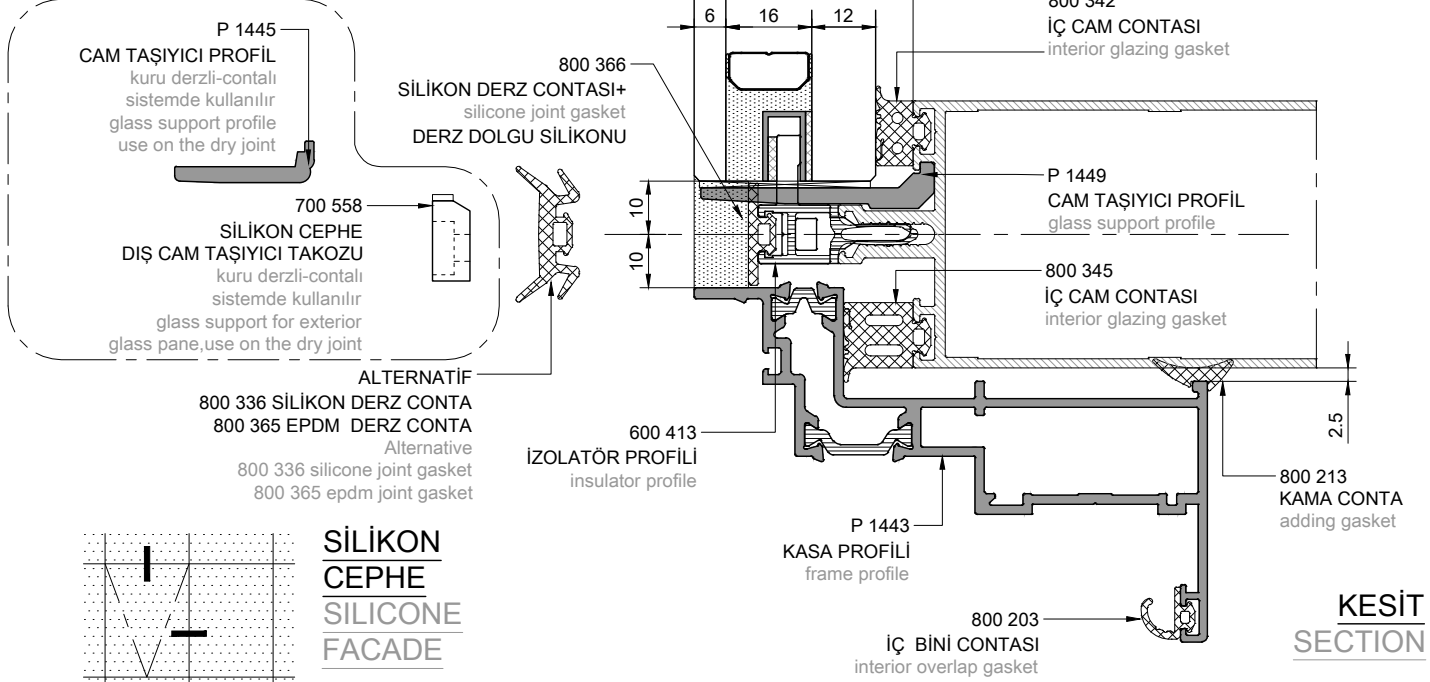 P 1445
CAM TAŞIYICI PROFİL
kuru derzli-contalı
sistemde kullanılır
glass support profile
use on the dry joint
700 558
SİLİKON CEPHE
DIŞ CAM TAŞIYICI TAKOZU
kuru derzli-contalı
sistemde kullanılır
glass support for exterior
glass pane,use on the dry joint
800 366
SİLİKON DERZ CONTASI+
silicone joint gasket
DERZ DOLGU SİLİKONU
6
16
12
800 342
İÇ CAM CONTASI
interior glazing gasket
10
10
P 1449
CAM TAŞIYICI PROFİL
glass support profile
800 345
İÇ CAM CONTASI
interior glazing gasket
ALTERNATİF
800 336 SİLİKON DERZ CONTA
800 365 EPDM DERZ CONTA
Alternative
800 336 silicone joint gasket
800 365 epdm joint gasket
600 413
İZOLATÖR PROFİLİ
insulator profile
2.5
800 213
KAMA CONTA
adding gasket
P 1443
KASA PROFİLİ
frame profile
800 203
İÇ BİNİ CONTASI
interior overlap gasket
SİLİKON
CEPHE
SILICONE
FACADE
KESİT
SECTION